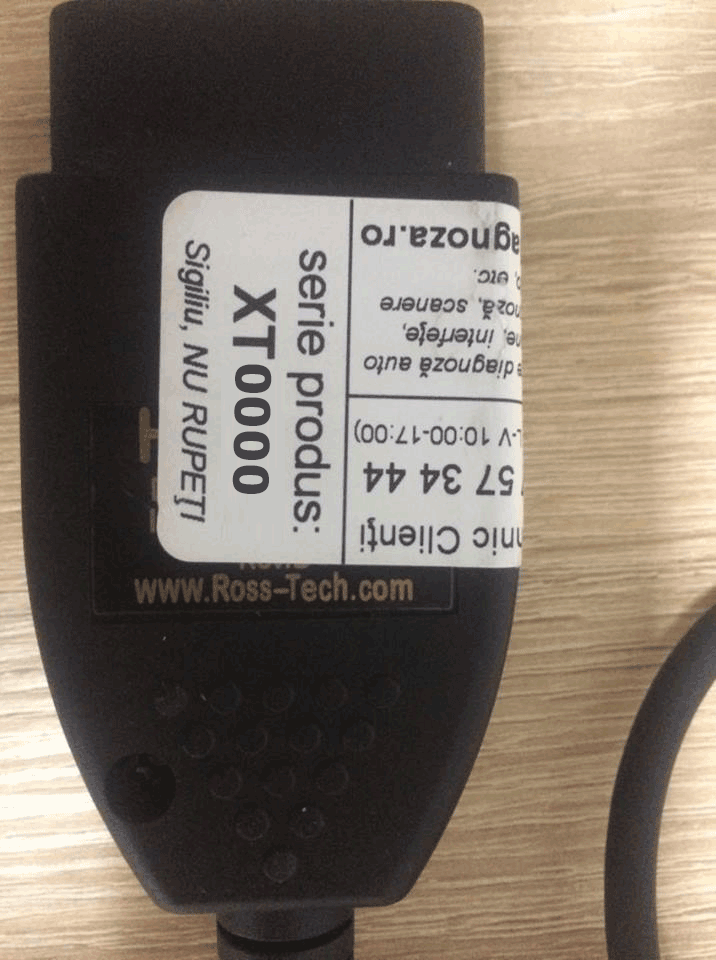 Sigiliu, NU RUPEȚI
XT0000
serie produs:
hnic Clienți
57 34 44
L-V 10:00-17:00)
e diagnoză auto
ne, interfețe,
noză, scanere
o, etc.
agnoza.ro
www.Ross-Tech.com